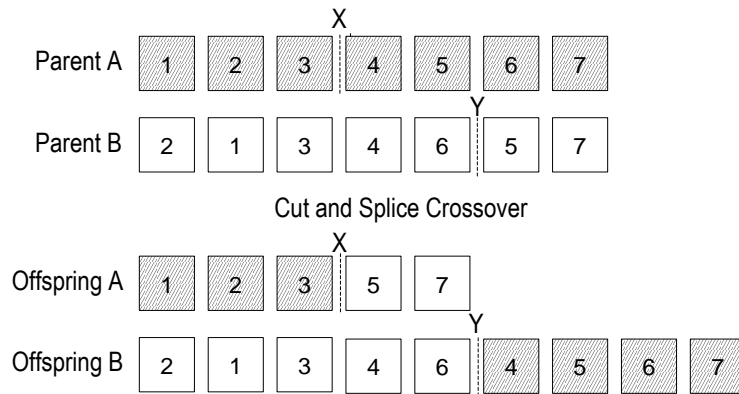 X
Parent A 1 2 3 4 5 6 7
Y
Parent B 2 1 3 4 6 5 7
Cut and Splice Crossover
X
Offspring A 1 2 3 5 7
Y
Offspring B 2 1 3 4 6 4 5 6 7